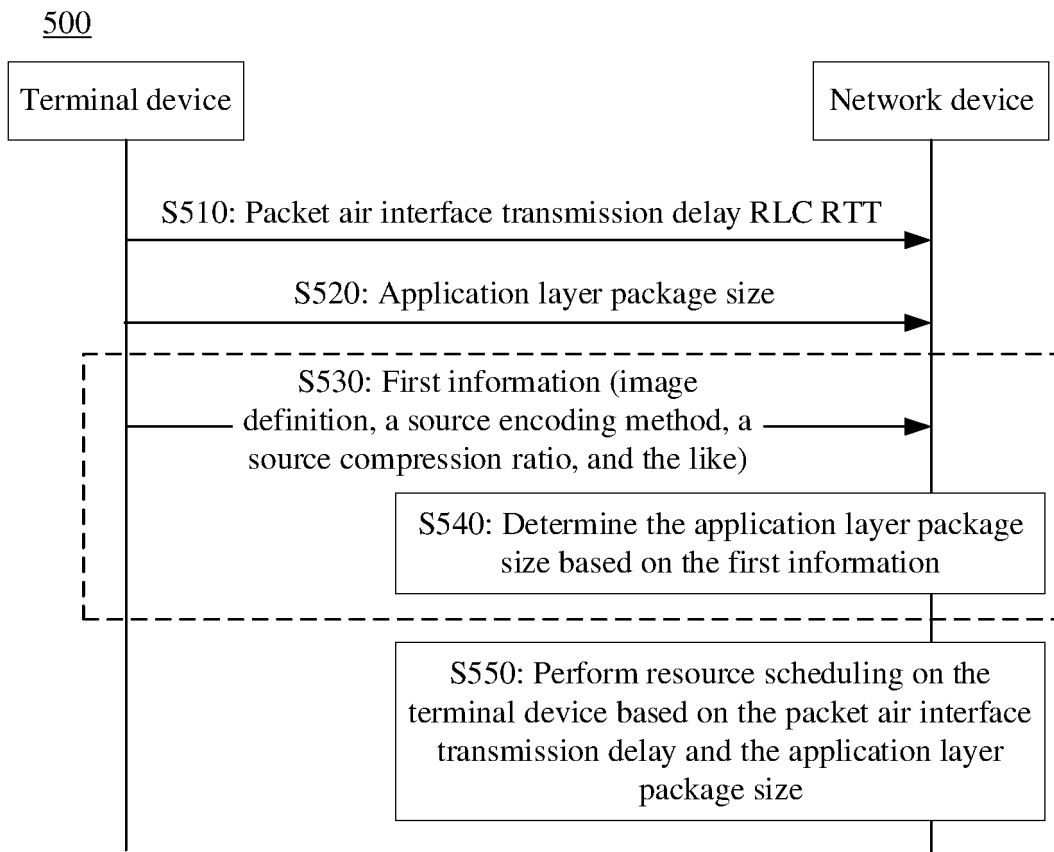 500
Terminal device
Network device
S510: Packet air interface transmission delay RLC RTT
S520: Application layer package size
S530: First information (image
definition, a source encoding method, a
source compression ratio, and the like)
S540: Determine the application layer package
size based on the first information
S550: Perform resource scheduling on the
terminal device based on the packet air interface
transmission delay and the application layer
package size